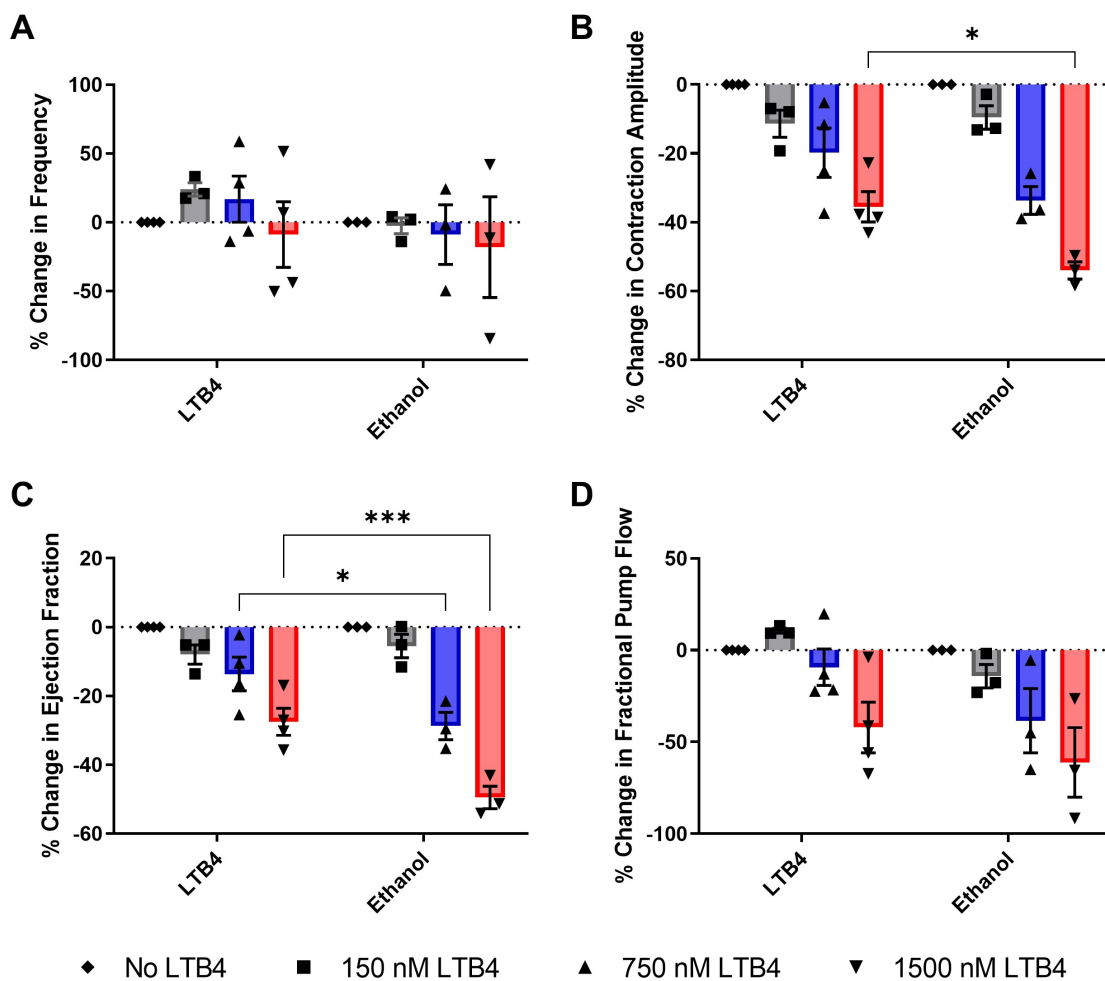 A
% Change in Frequency
100
50
0
-50
-100
LTB4
Ethanol
B
% Change in Contraction Amplitude
*
0
-20
-40
-60
-80
LTB4
Ethanol
C
% Change in Ejection Fraction
***
*
20
0
-20
-40
-60
LTB4
Ethanol
D
% Change in Fractional Pump Flow
50
0
-50
-100
LTB4
Ethanol
No LTB4 150 nM LTB4 750 nM LTB4 1500 nM LTB4